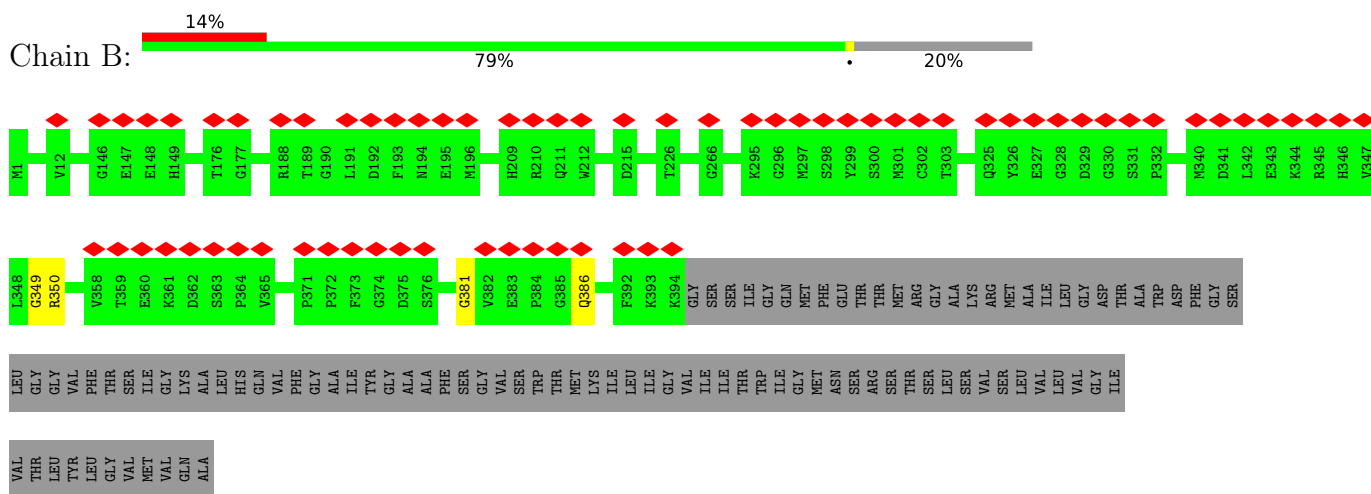 14%
Chain B:
79% • 20%
M1 V12 G146 E147 E148 H149 T176 G177 R188 T189 G190 L191 D192 F193 N194 E195 M196 H209 R210 Q211 W212 D215 T226 G266 K295 G296 M297 S298 Y299 S300 M301 C302 T303 Q325 Y326 E327 G328 D329 G330 S331 P332 M340 D341 L342 E343 K344 R345 H346 V347
L348 G349 R350 V358 T359 E360 K361 D362 S363 P364 V365 P371 P372 F373 G374 D375 S376 G381 V382 E383 P384 G385 Q386 F392 K393 K394 GLY SER SER ILE GLY GLN MET PHE GLU THR THR MET ARG GLY ALA LYS ARG MET ALA ILE LEU GLY ASP THR ALA TRP ASP PHE GLY SER
LEU GLY GLY VAL PHE THR SER ILE GLY LYS ALA LEU HIS GLN VAL PHE GLY ALA ILE TYR GLY ALA ALA PHE SER GLY VAL SER TRP THR MET LYS ILE LEU ILE GLY VAL ILE ILE THR TRP ILE GLY MET ASN SER ARG SER THR SER LEU SER VAL SER LEU VAL LEU VAL GLY ILE
VAL THR LEU TYR LEU GLY VAL MET VAL GLN ALA